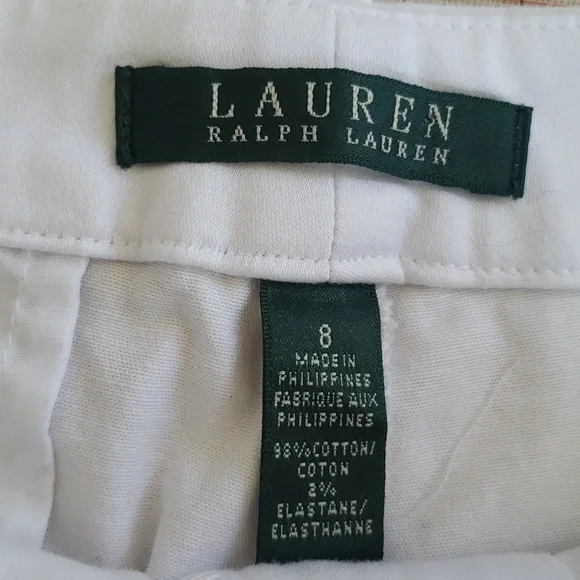 LAUREN
RALPH LAUREN
8
MADE IN
PHILIPPINES
FABRIQUE AUX
PHILIPPINES
98% COTTON/
COTON
2%
ELASTANE/
ELASTHANNE